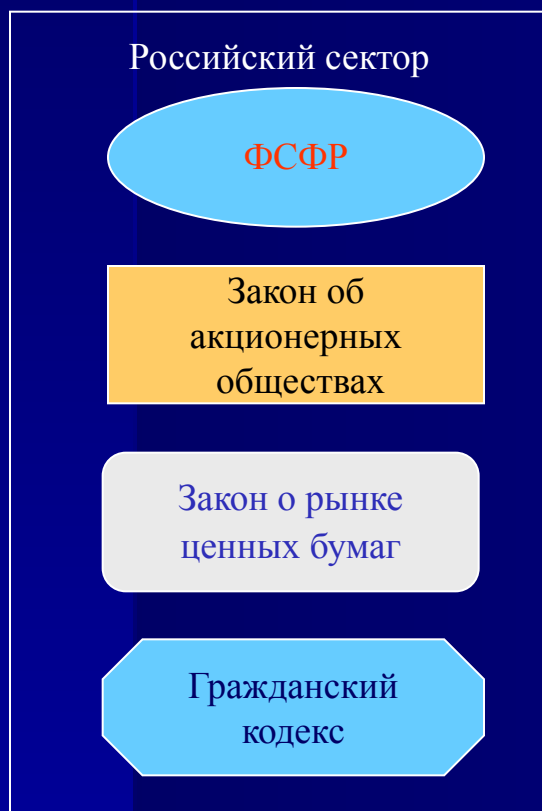 Российский сектор
ФСФР
Закон об
акционерных
обществах
Закон о рынке
ценных бумаг
Гражданский
кодекс